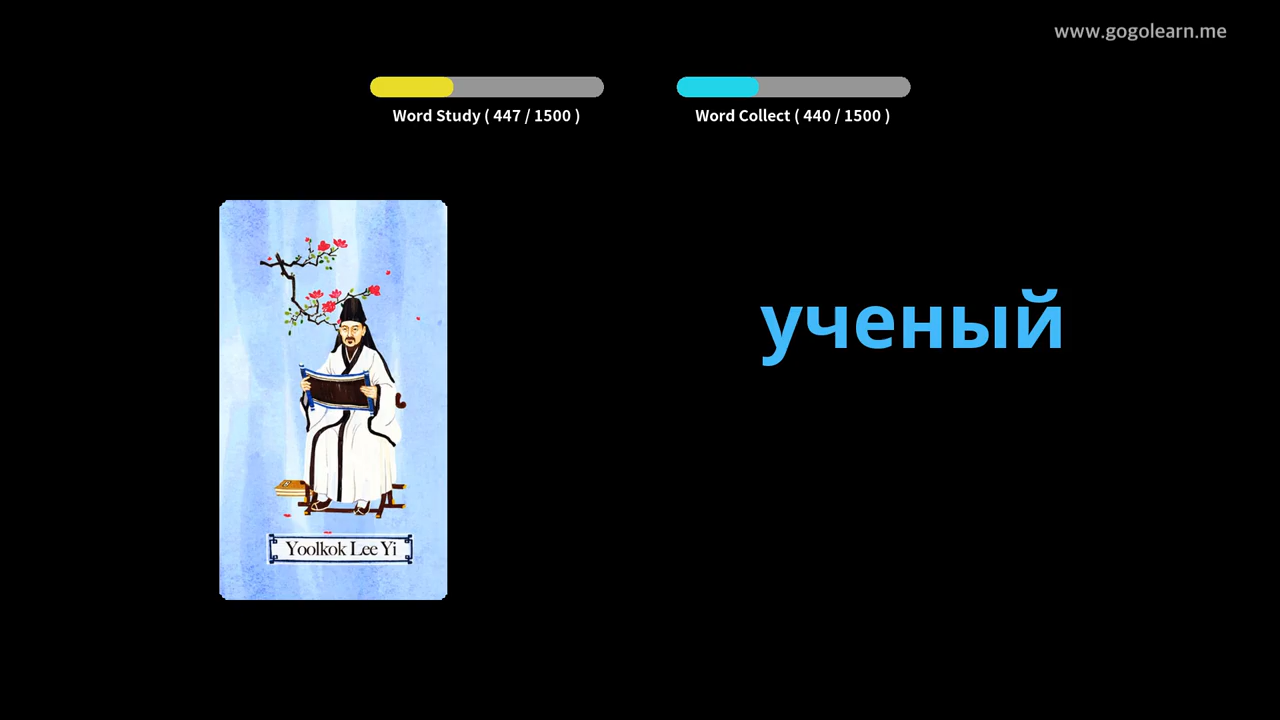 www.gogolearn.me
Word Study ( 447 / 1500 )
Word Collect ( 440 / 1500 )
ученый
Yoolkok Lee Yi